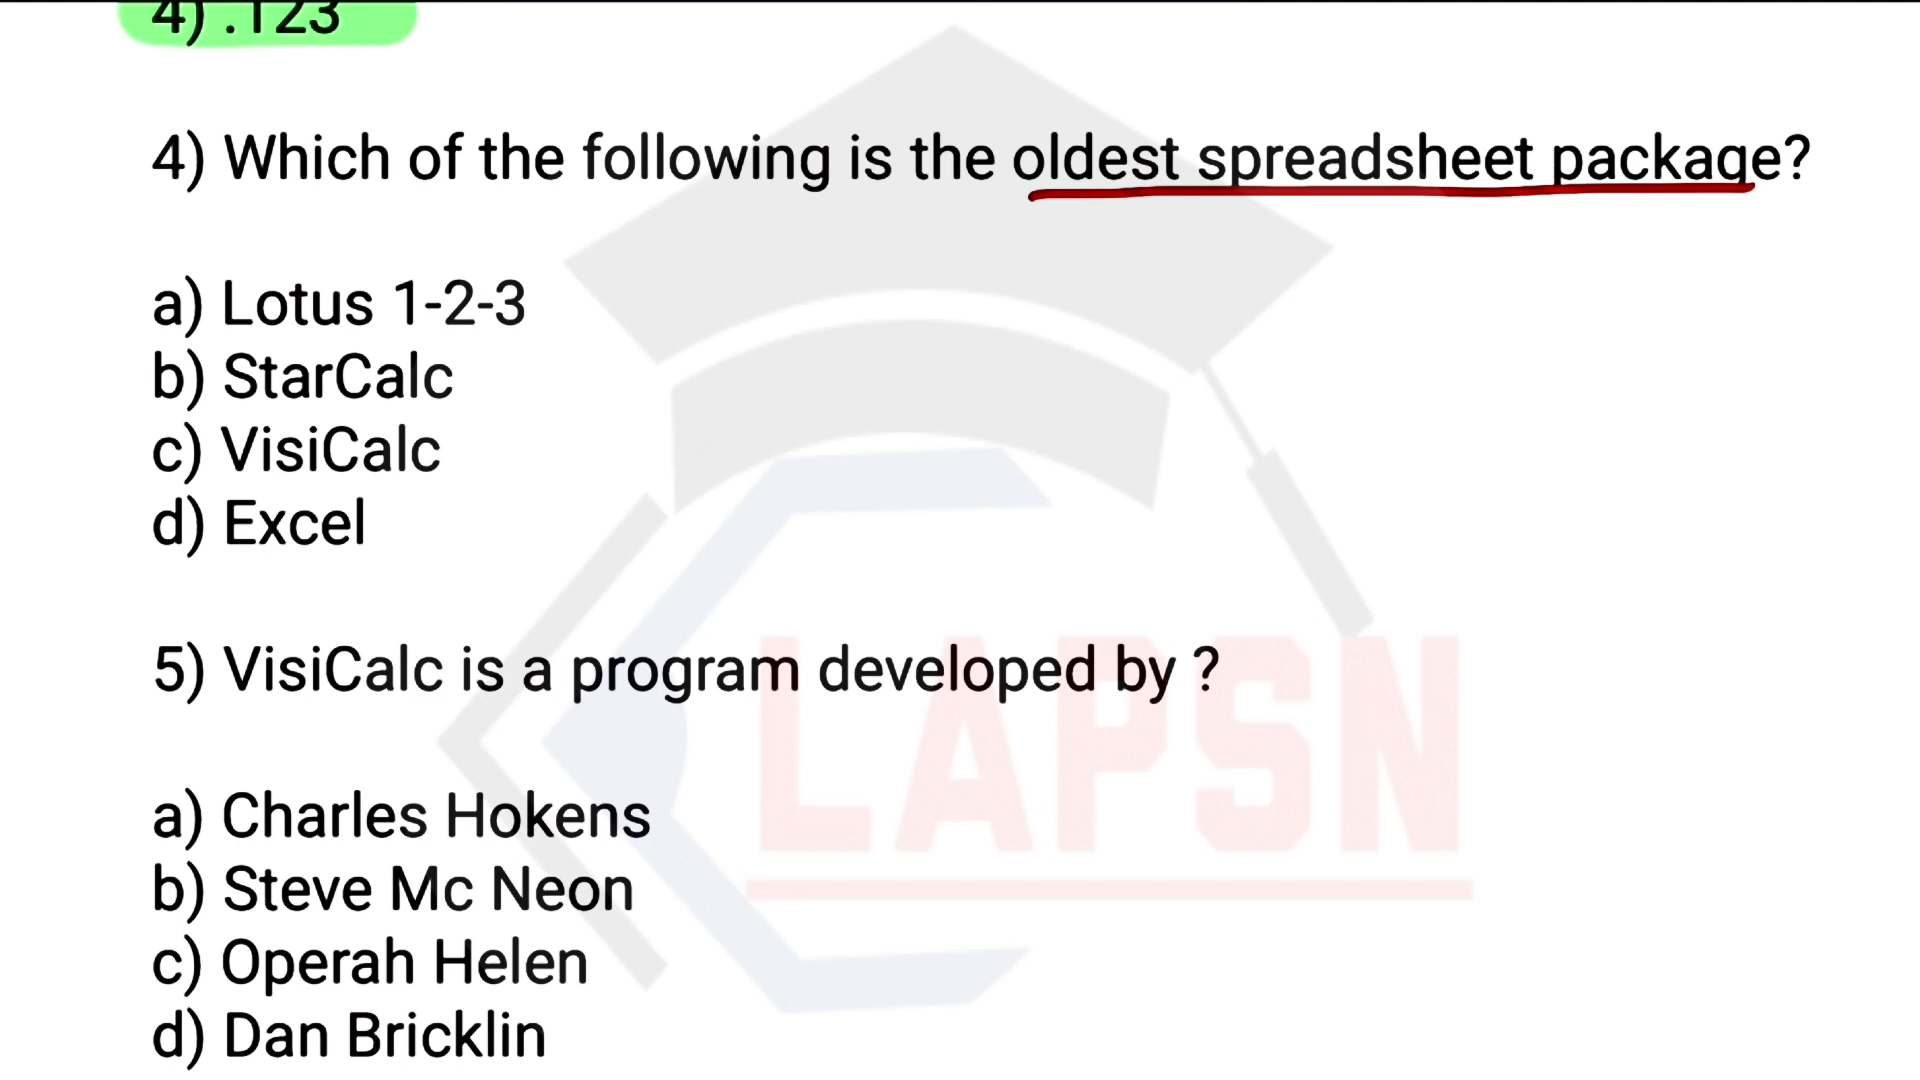 4) .123
4) Which of the following is the oldest spreadsheet package?
a) Lotus 1-2-3
b) StarCalc
c) VisiCalc
d) Excel
5) VisiCalc is a program developed by ?
LAPSN
a) Charles Hokens
b) Steve Mc Neon
c) Operah Helen
d) Dan Bricklin